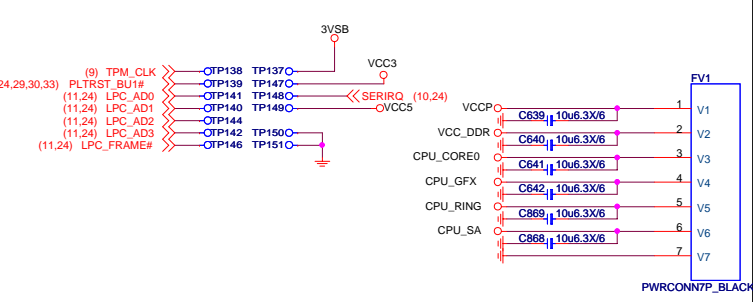 3VSB
VCC3
(9) TPM_CLK TP138 TP137
24,29,30,33) PLTRST_BU1# TP139 TP147
(11,24) LPC_AD0 TP141 TP148 SERIRQ (10,24)
(11,24) LPC_AD1 TP140 TP149 VCC5
(11,24) LPC_AD2 TP144
(11,24) LPC_AD3 TP142 TP150
(11,24) LPC_FRAME# TP146 TP151
FV1
VCCP 1 V1
C639 10u6.3X/6
VCC_DDR 2 V2
C640 10u6.3X/6
CPU_CORE0 3 V3
C641 10u6.3X/6
CPU_GFX 4 V4
C642 10u6.3X/6
CPU_RING 5 V5
C869 10u6.3X/6
CPU_SA 6 V6
C868 10u6.3X/6
7 V7
PWRCONN7P_BLACK